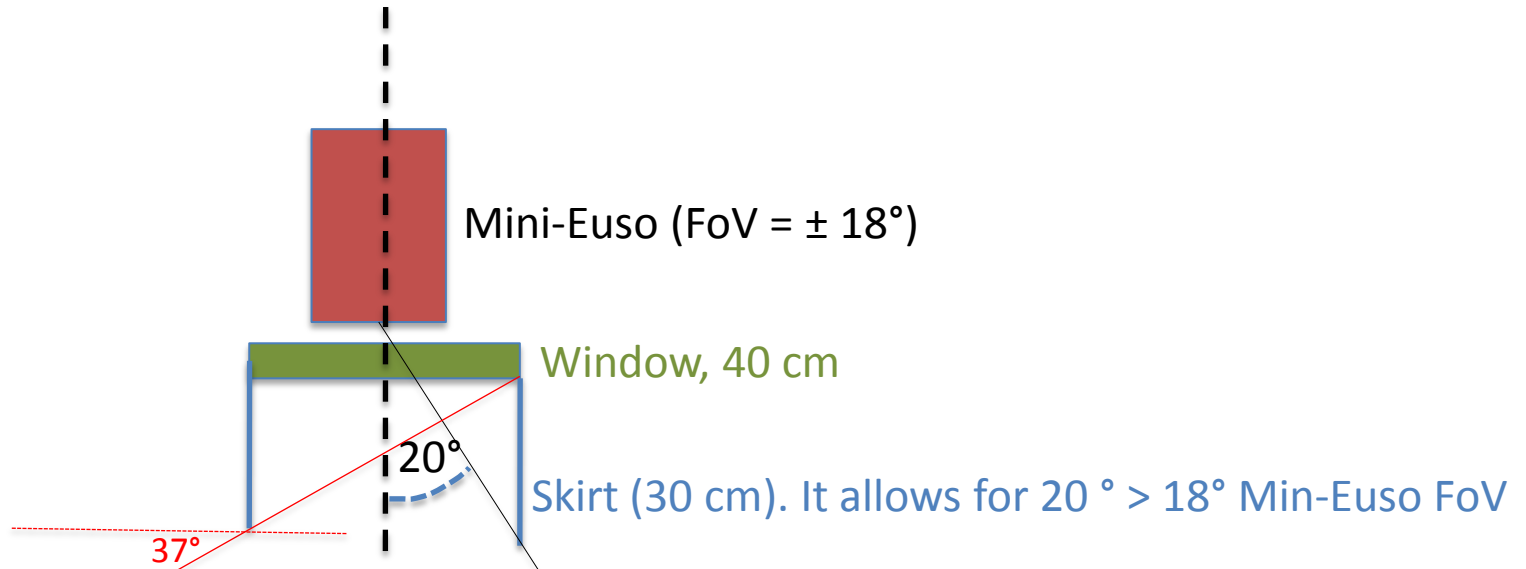 Mini-Euso (FoV = ± 18°)
Window, 40 cm
20°
Skirt (30 cm). It allows for 20 ° > 18° Min-Euso FoV
37°